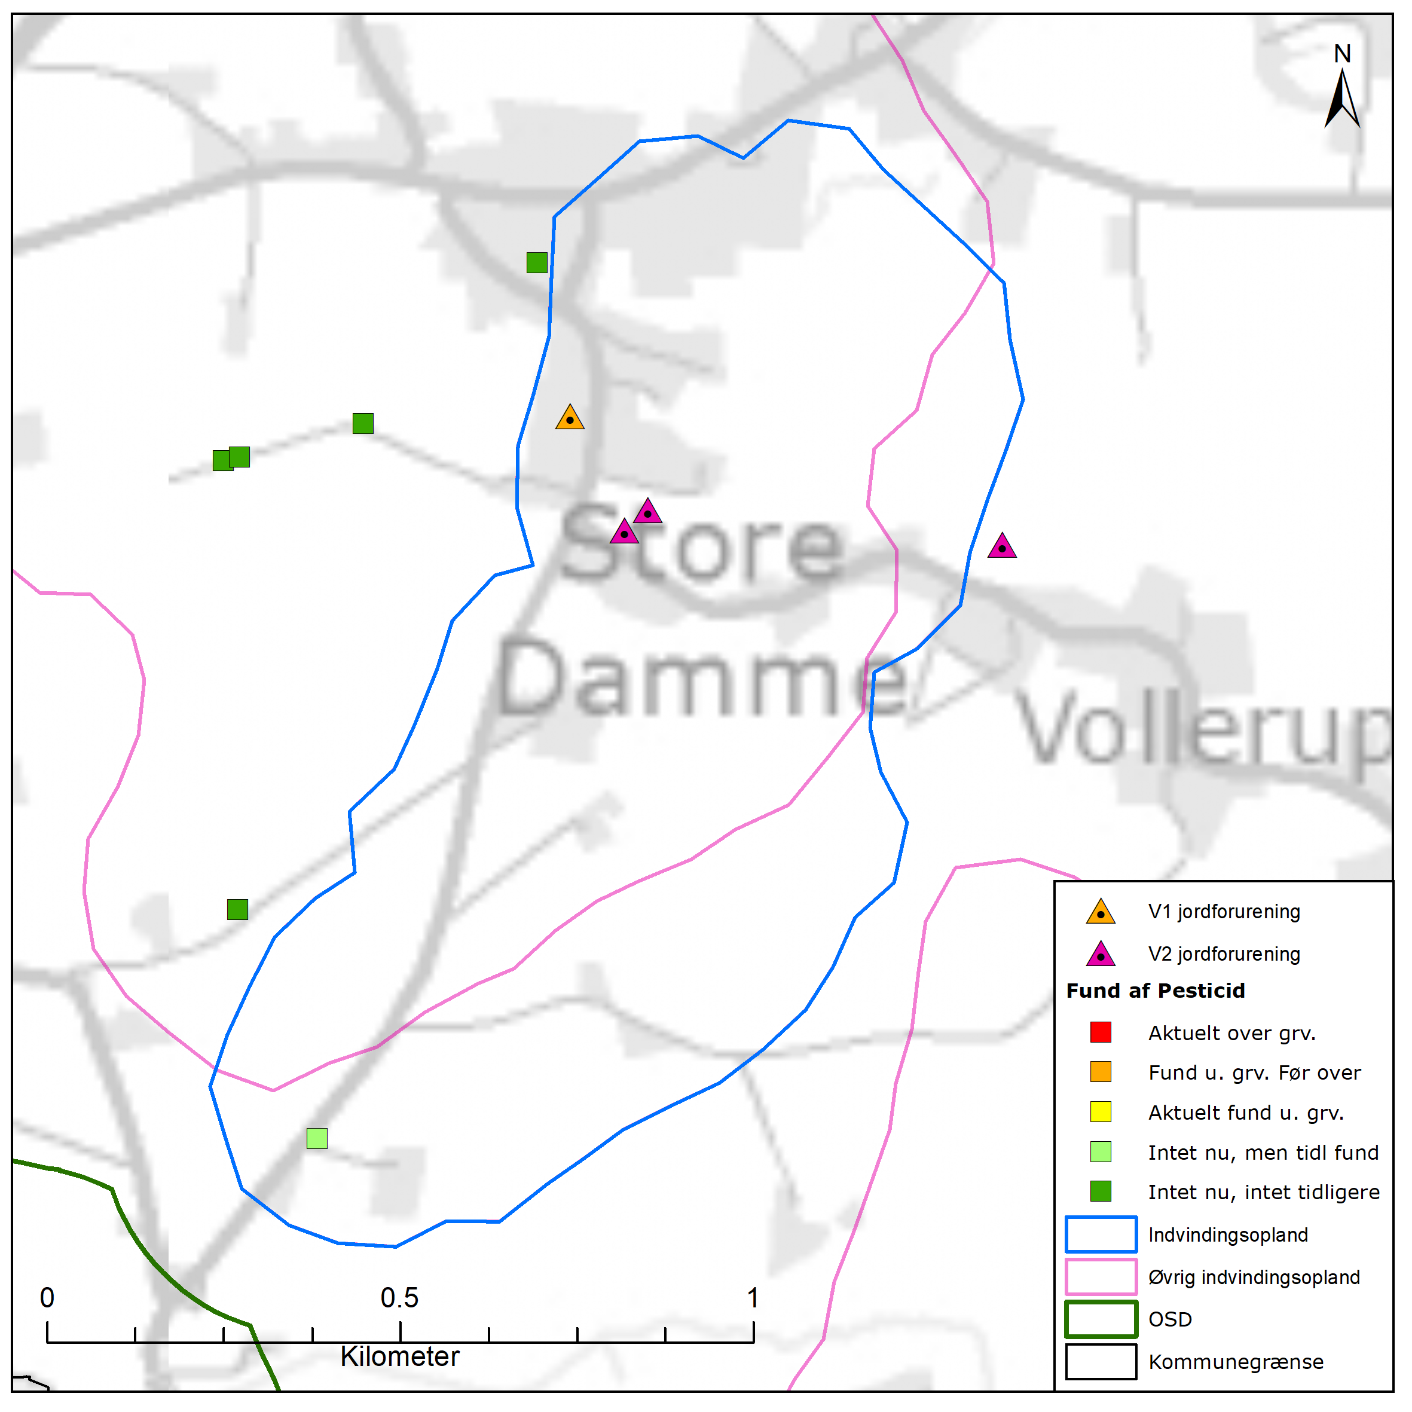 N
Store
Damme
Vollerup
V1 jordforurening
V2 jordforurening
Fund af Pesticid
Aktuelt over grv.
Fund u. grv. Før over
Aktuelt fund u. grv.
Intet nu, men tidl fund
Intet nu, intet tidligere
Indvindingsopland
Øvrig indvindingsopland
OSD
Kommunegrænse
0 0.5 1
Kilometer